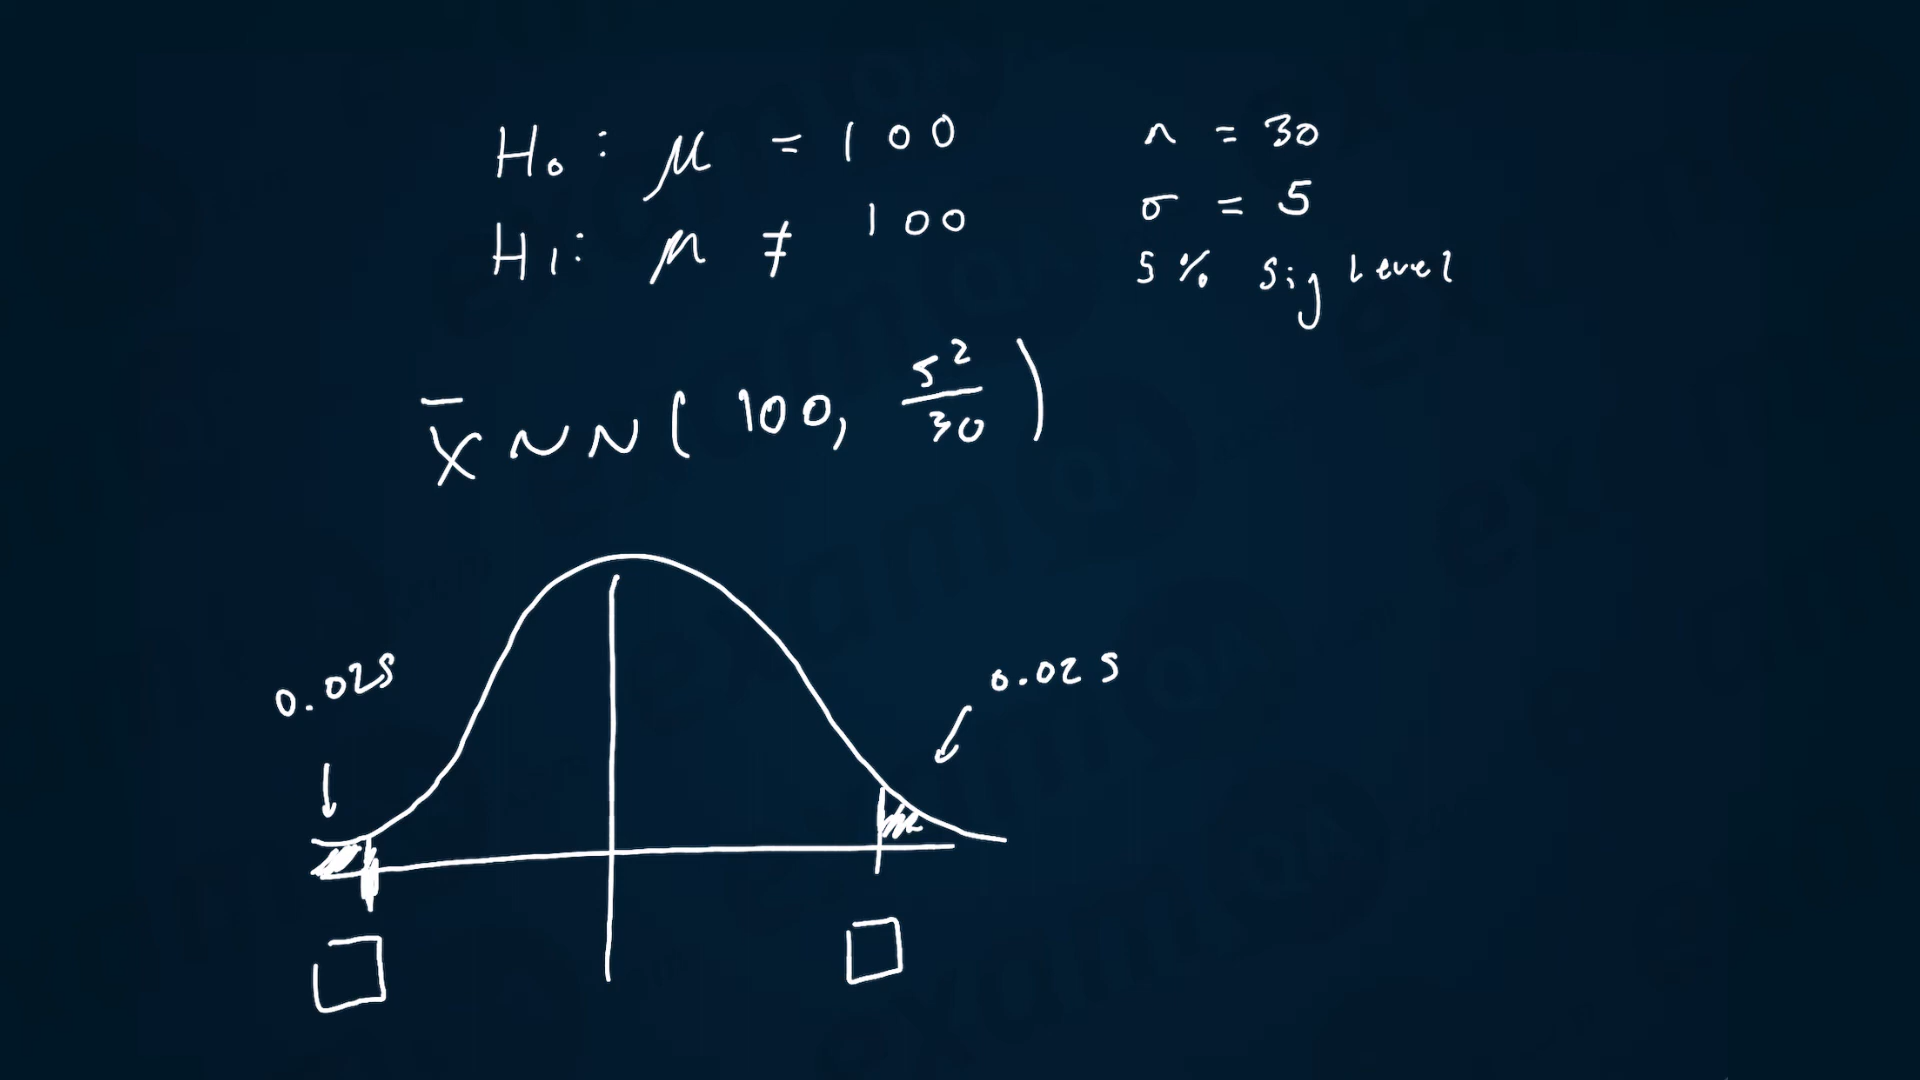 H₀: μ = 100
n = 30
H₁: μ ≠ 100
σ = 5
5% Sig Level
X̄ ~ N(100, 5²/30)
0.025
0.025